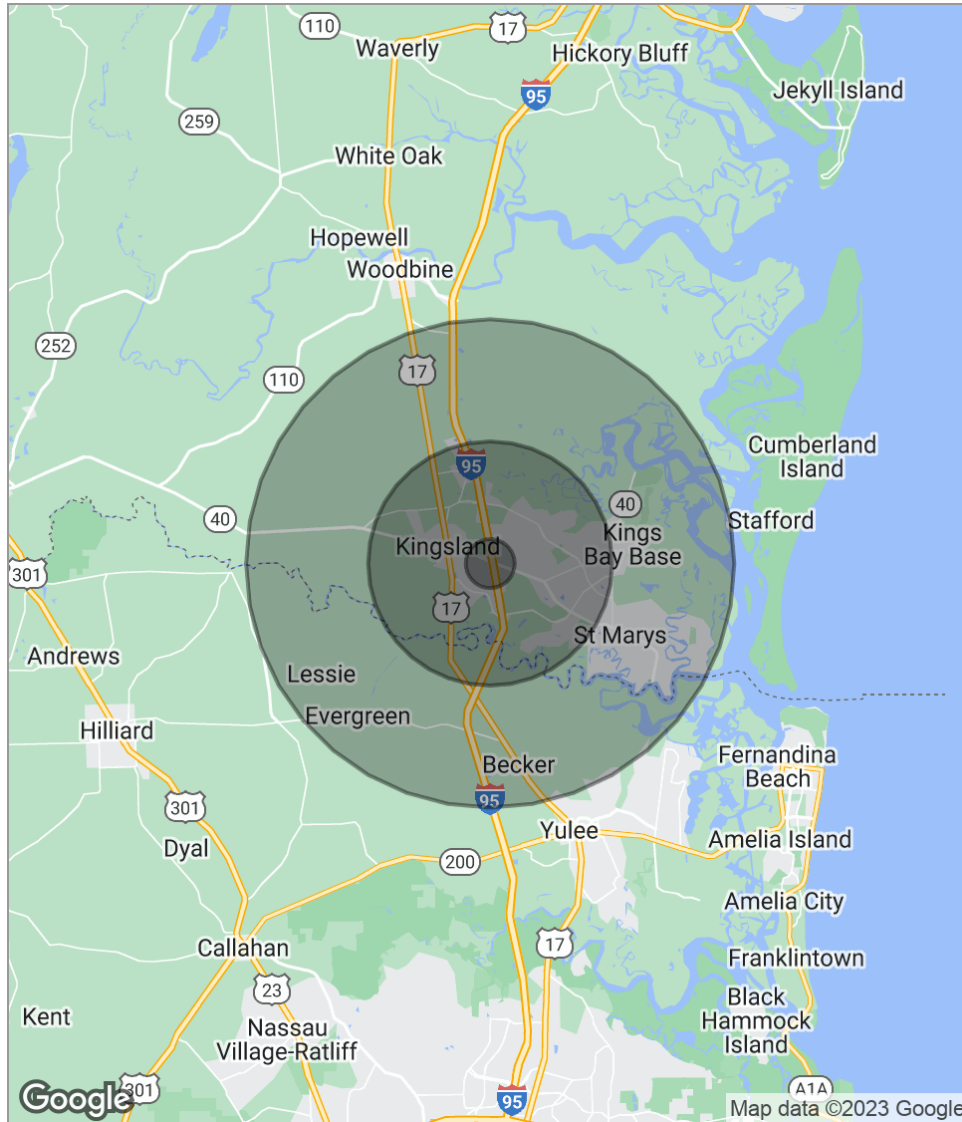 110
17
Waverly
Hickory Bluff
95
Jekyll Island
259
White Oak
Hopewell
Woodbine
252
17
110
Cumberland
Island
95
40
40
Stafford
Kingsland
Kings
Bay Base
301
17
St Marys
Andrews
Lessie
Evergreen
Hilliard
Fernandina
Beach
Becker
95
301
Yulee
Amelia Island
Dyal
200
Amelia City
Callahan
17
Franklintown
23
Black
Hammock
Island
Kent
Nassau
Village-Ratliff
301
95
A1A
Google
Map data ©2023 Google